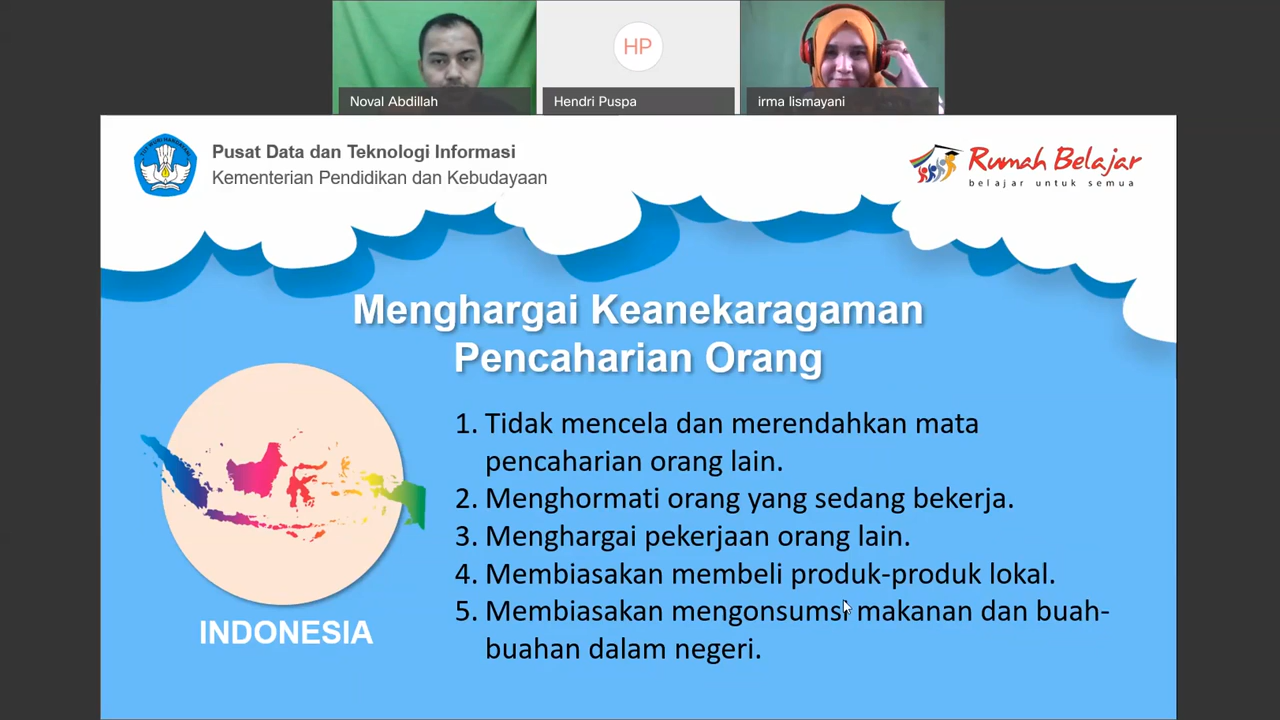 Noval Abdillah
HP
Hendri Puspa
irma lismayani
Pusat Data dan Teknologi Informasi
Kementerian Pendidikan dan Kebudayaan
Rumah Belajar
belajar untuk semua
Menghargai Keanekaragaman
Pencaharian Orang
1. Tidak mencela dan merendahkan mata
pencaharian orang lain.
2. Menghormati orang yang sedang bekerja.
3. Menghargai pekerjaan orang lain.
4. Membiasakan membeli produk-produk lokal.
5. Membiasakan mengonsumsi makanan dan buah-
buahan dalam negeri.
INDONESIA